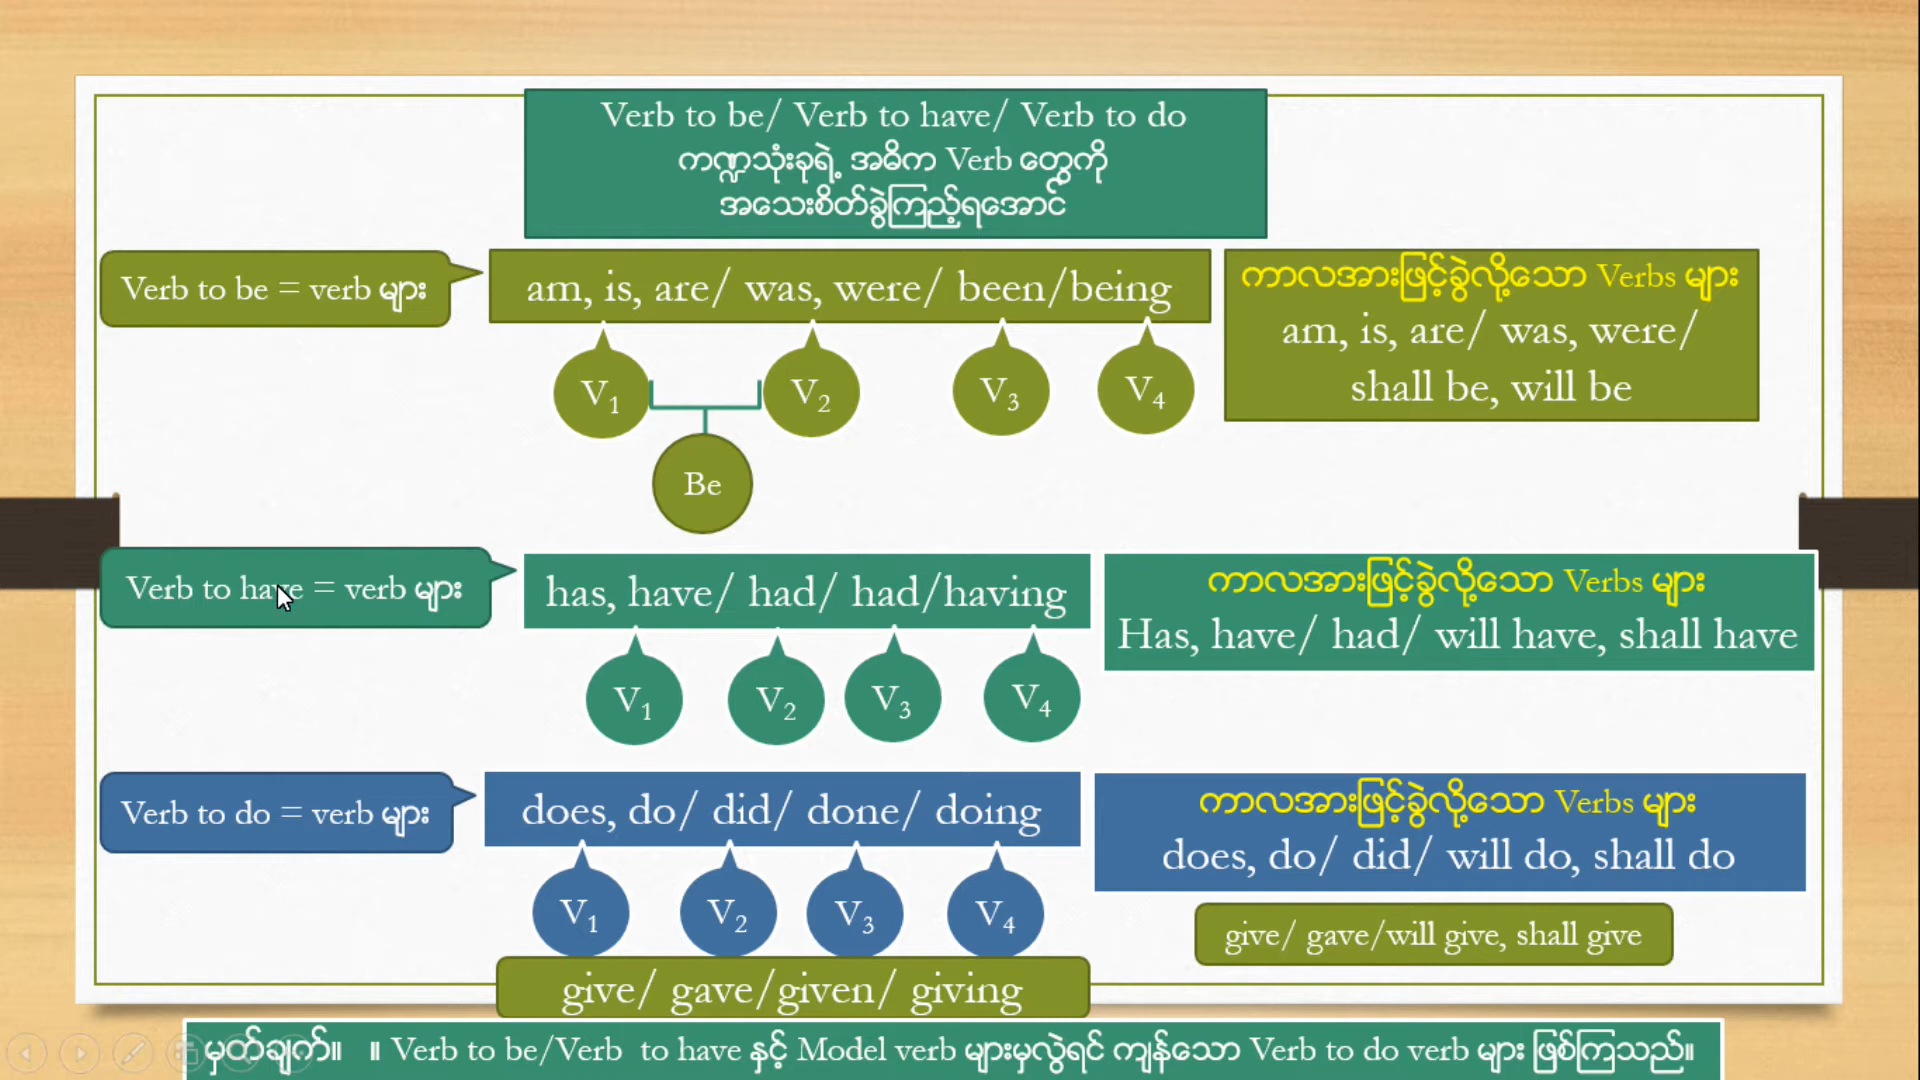 Verb to be/ Verb to have/ Verb to do
ကဏ္ဍသုံးခုရဲ့ အဓိက Verb တွေကို
အသေးစိတ်ခွဲကြည့်ရအောင်
Verb to be = verb များ
am, is, are/ was, were/ been/being
V1
V2
V3
V4
Be
ကာလအားဖြင့်ခွဲလို့သော Verbs များ
am, is, are/ was, were/
shall be, will be
Verb to have = verb များ
has, have/ had/ had/having
V1
V2
V3
V4
ကာလအားဖြင့်ခွဲလို့သော Verbs များ
Has, have/ had/ will have, shall have
Verb to do = verb များ
does, do/ did/ done/ doing
V1
V2
V3
V4
ကာလအားဖြင့်ခွဲလို့သော Verbs များ
does, do/ did/ will do, shall do
give/ gave/given/ giving
give/ gave/will give, shall give
မှတ်ချက်။ ။ Verb to be/Verb to have နှင့် Model verb များမှလွဲရင် ကျန်သော Verb to do verb များ ဖြစ်ကြသည်။